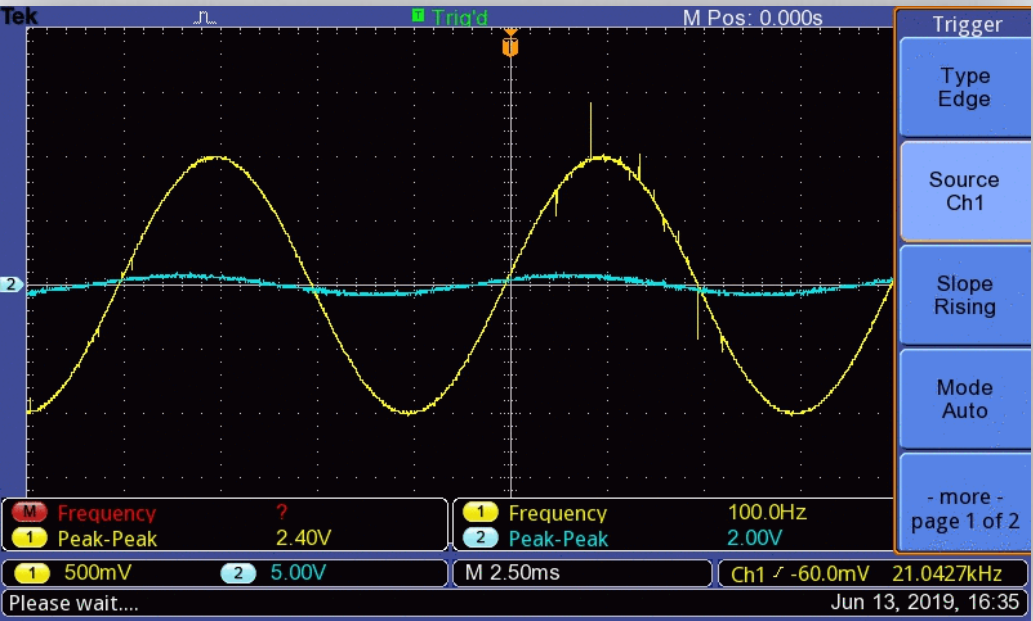 Tek T Trig'd M Pos: 0.000s
Trigger
Type
Edge
Source
Ch1
Slope
Rising
Mode
Auto
- more -
page 1 of 2
T
2
M Frequency ?
1 Peak-Peak 2.40V
1 Frequency 100.0Hz
2 Peak-Peak 2.00V
1 500mV 2 5.00V M 2.50ms Ch1 -60.0mV 21.0427kHz
Please wait.... Jun 13, 2019, 16:35